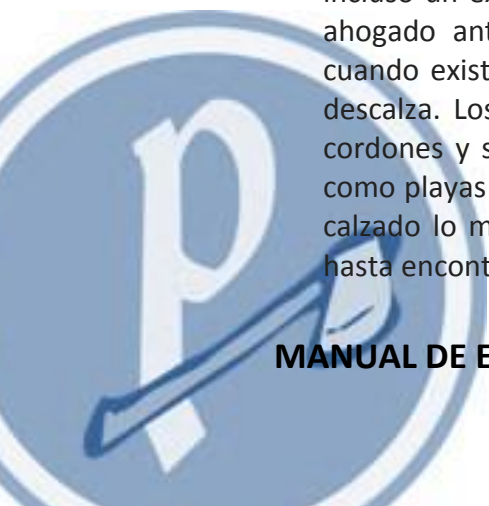 ahogado ant
cuando exist
descalza. Los
cordones y s
como playas
calzado lo m
hasta encont
MANUAL DE E
p